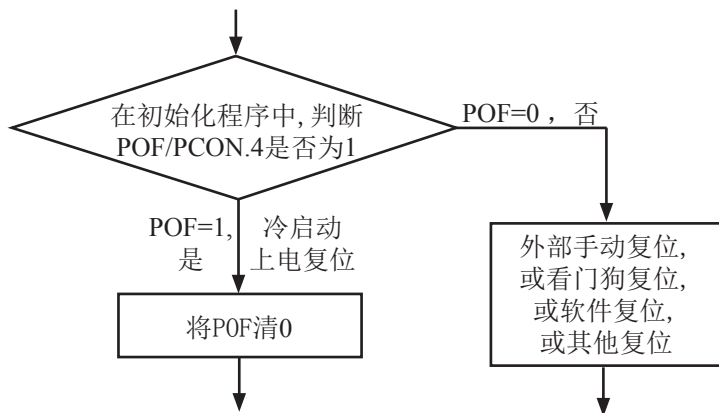 在初始化程序中, 判断
POF/PCON.4是否为1
POF=0 ，否
POF=1, 冷启动
是 上电复位
将POF清0
外部手动复位,
或看门狗复位,
或软件复位,
或其他复位